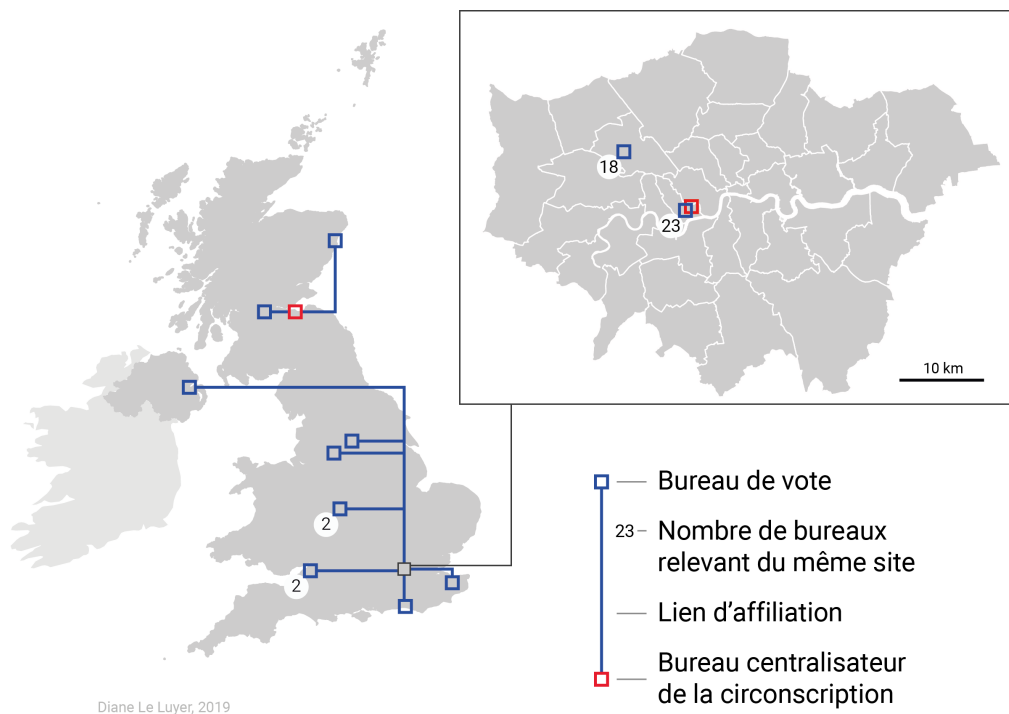 18
23
10 km
2
2
Bureau de vote
23
Nombre de bureaux
relevant du même site
Lien d’affiliation
Bureau centralisateur
de la circonscription
Diane Le Luyer, 2019